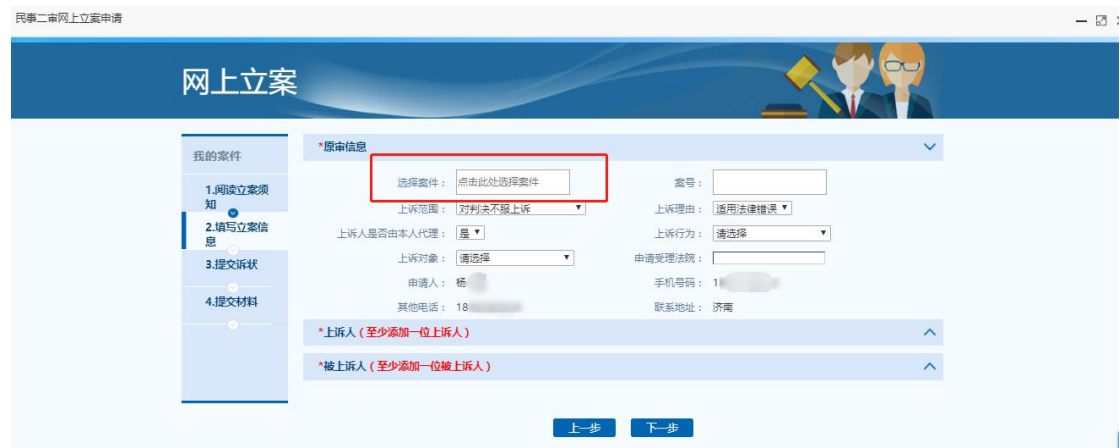 民事二审网上立案申请
网上立案
我的案件
1.阅读立案须
知
2.填写立案信
息
3.提交诉状
4.提交材料
*原审信息
选择案件： 点击此处选择案件 案号：
上诉范围： 对判决不服上诉 上诉理由： 适用法律错误
上诉人是否由本人代理： 是 上诉行为： 请选择
上诉对象： 请选择 申请受理法院：
申请人： 杨 手机号码： 1
其他电话： 18 联系地址： 济南
*上诉人（至少添加一位上诉人）
*被上诉人（至少添加一位被上诉人）
上一步 下一步